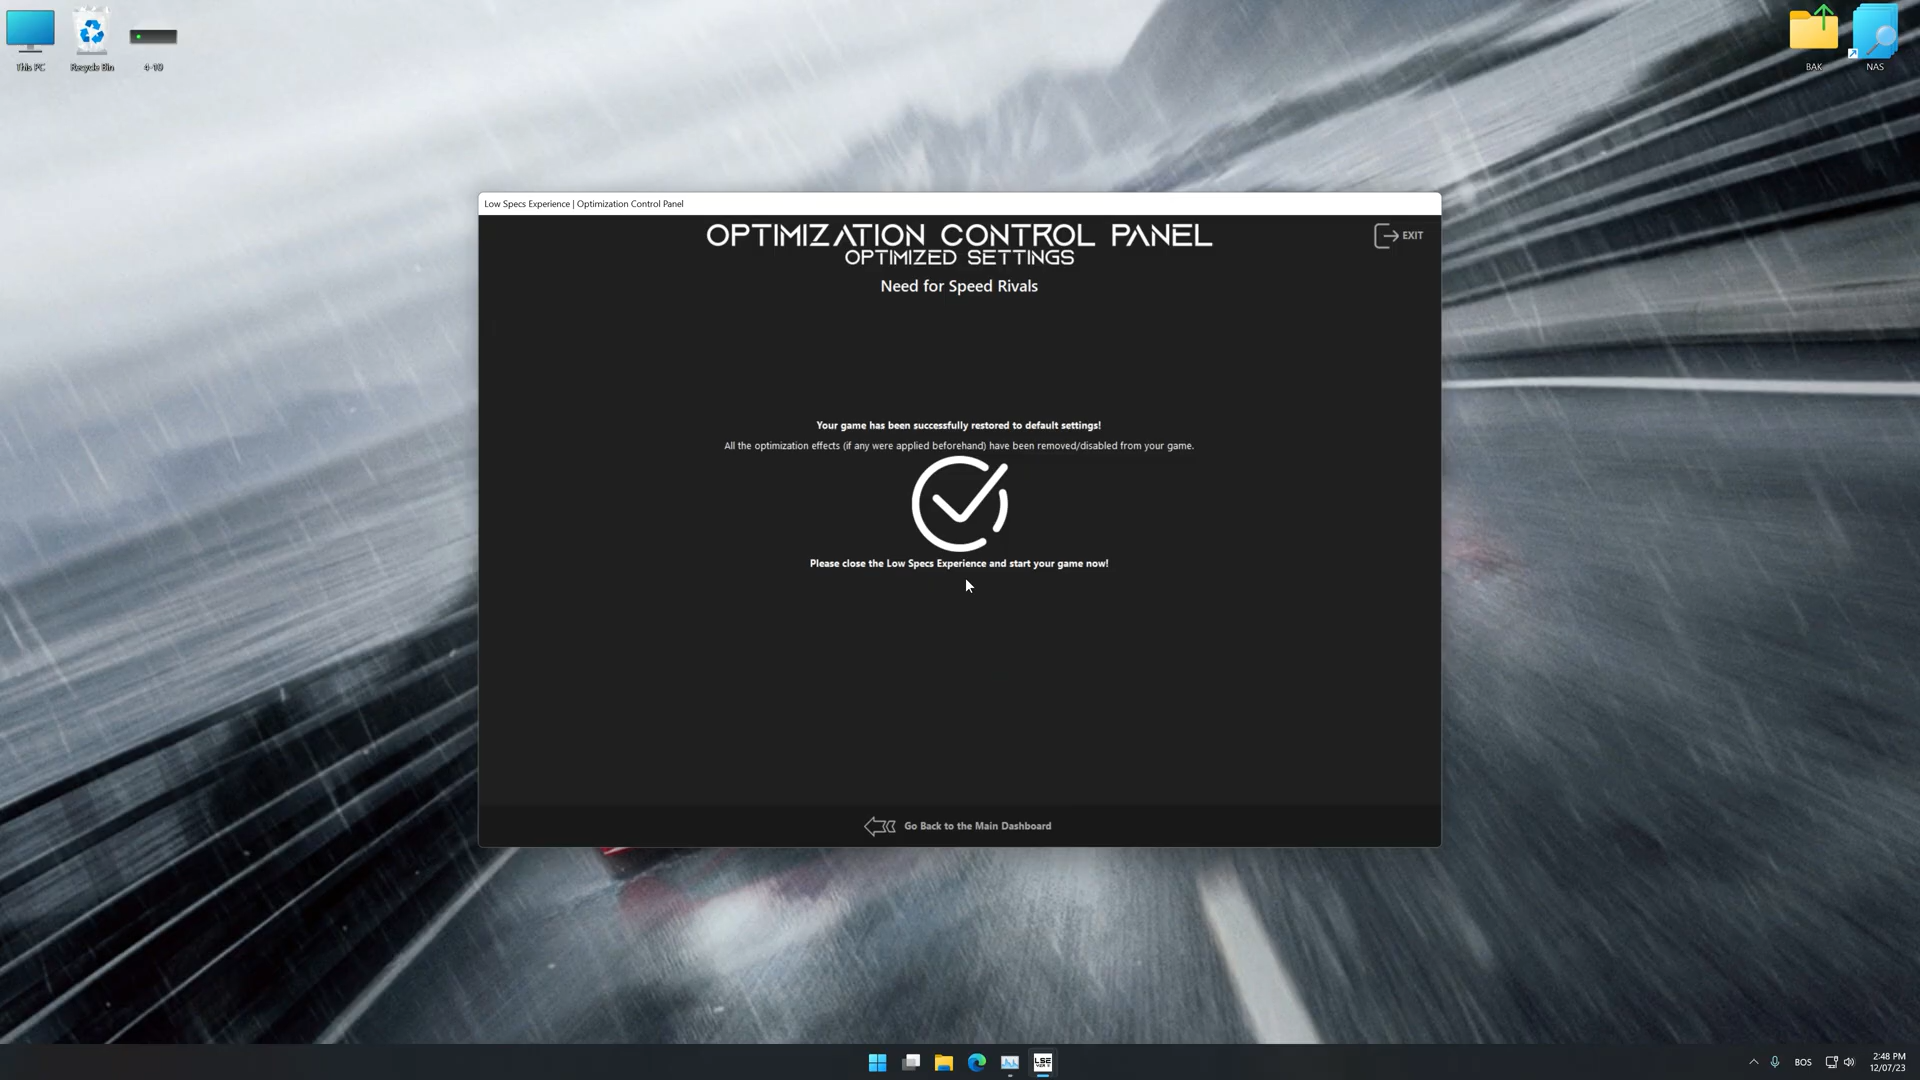 This PC
Recycle Bin
4-10
BAK
NAS
Low Specs Experience | Optimization Control Panel
OPTIMIZATION CONTROL PANEL
EXIT
OPTIMIZED SETTINGS
Need for Speed Rivals
Your game has been successfully restored to default settings!
All the optimization effects (if any were applied beforehand) have been removed/disabled from your game.
Please close the Low Specs Experience and start your game now!
Go Back to the Main Dashboard
LSE
BOS
2:48 PM
12/07/23